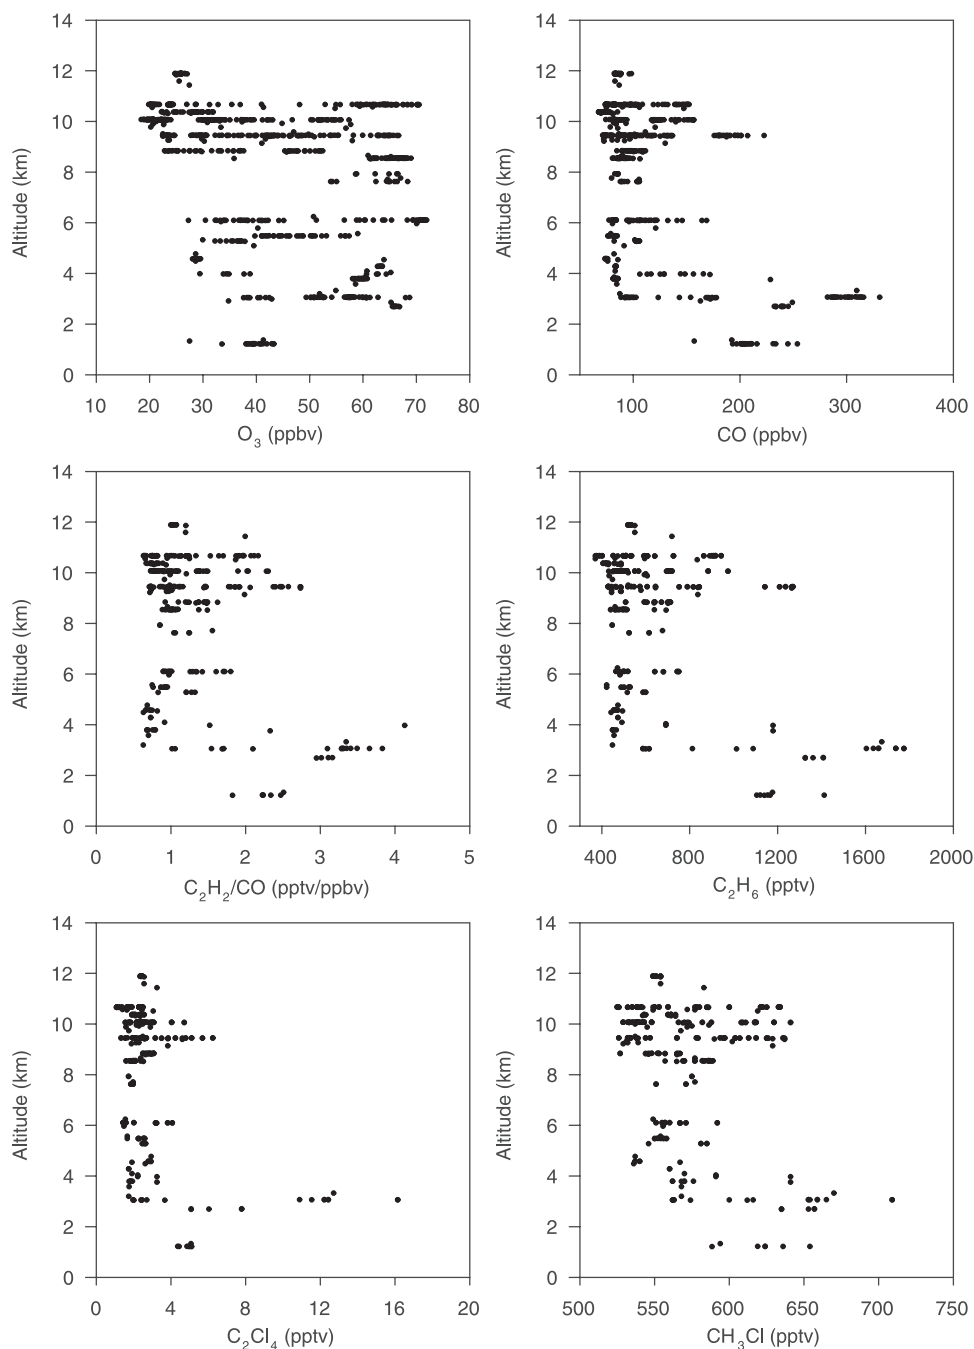 14
12
10
8
6
4
2
0
Altitude (km)
10 20 30 40 50 60 70 80
O3 (ppbv)
14
12
10
8
6
4
2
0
Altitude (km)
100 200 300 400
CO (ppbv)
14
12
10
8
6
4
2
0
Altitude (km)
0 1 2 3 4 5
C2H2/CO (pptv/ppbv)
14
12
10
8
6
4
2
0
Altitude (km)
400 800 1200 1600 2000
C2H6 (pptv)
14
12
10
8
6
4
2
0
Altitude (km)
0 4 8 12 16 20
C2Cl4 (pptv)
14
12
10
8
6
4
2
0
Altitude (km)
500 550 600 650 700 750
CH3Cl (pptv)